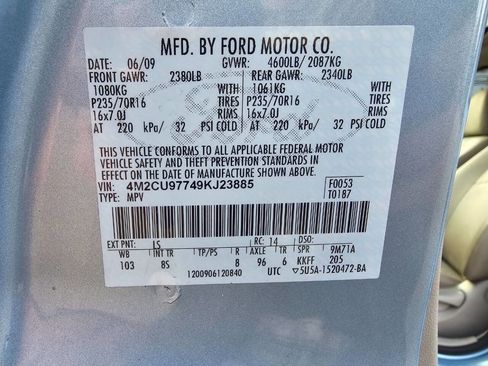 MFD. BY FORD MOTOR CO.
DATE: 06/09 GVWR: 4600LB/ 2087KG
FRONT GAWR: 2380LB REAR GAWR: 2340LB
1080KG WITH 1061KG WITH
P235/70R16 TIRES P235/70R16 TIRES
16x7.0J RIMS 16x7.0J RIMS
AT 220 kPa/ 32 PSI COLD AT 220 kPa/ 32 PSI COLD
THIS VEHICLE CONFORMS TO ALL APPLICABLE FEDERAL MOTOR
VEHICLE SAFETY AND THEFT PREVENTION STANDARDS IN
EFFECT ON THE DATE OF MANUFACTURE SHOWN ABOVE.
VIN: 4M2CU97749KJ23885 F0053
TYPE: MPV T0187
EXT PNT: LS RC: 14 DSO:
WB INT TR TP/PS R AXLE TR SPR 9M71A
103 8S 8 96 6 KKFF 205
1200906120840 UTC ▽5U5A-1520472-BA